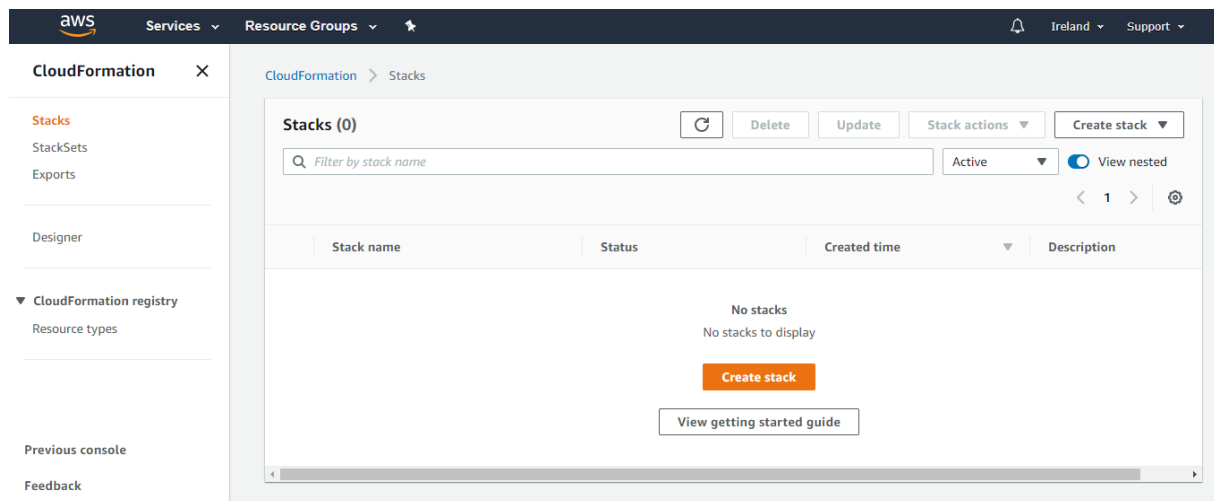 aws Services Resource Groups Ireland Support
CloudFormation
Stacks
StackSets
Exports
Designer
CloudFormation registry
Resource types
Previous console
Feedback
CloudFormation > Stacks
Stacks (0) Delete Update Stack actions Create stack
Filter by stack name Active View nested
< 1 >
Stack name Status Created time Description
No stacks
No stacks to display
Create stack
View getting started guide